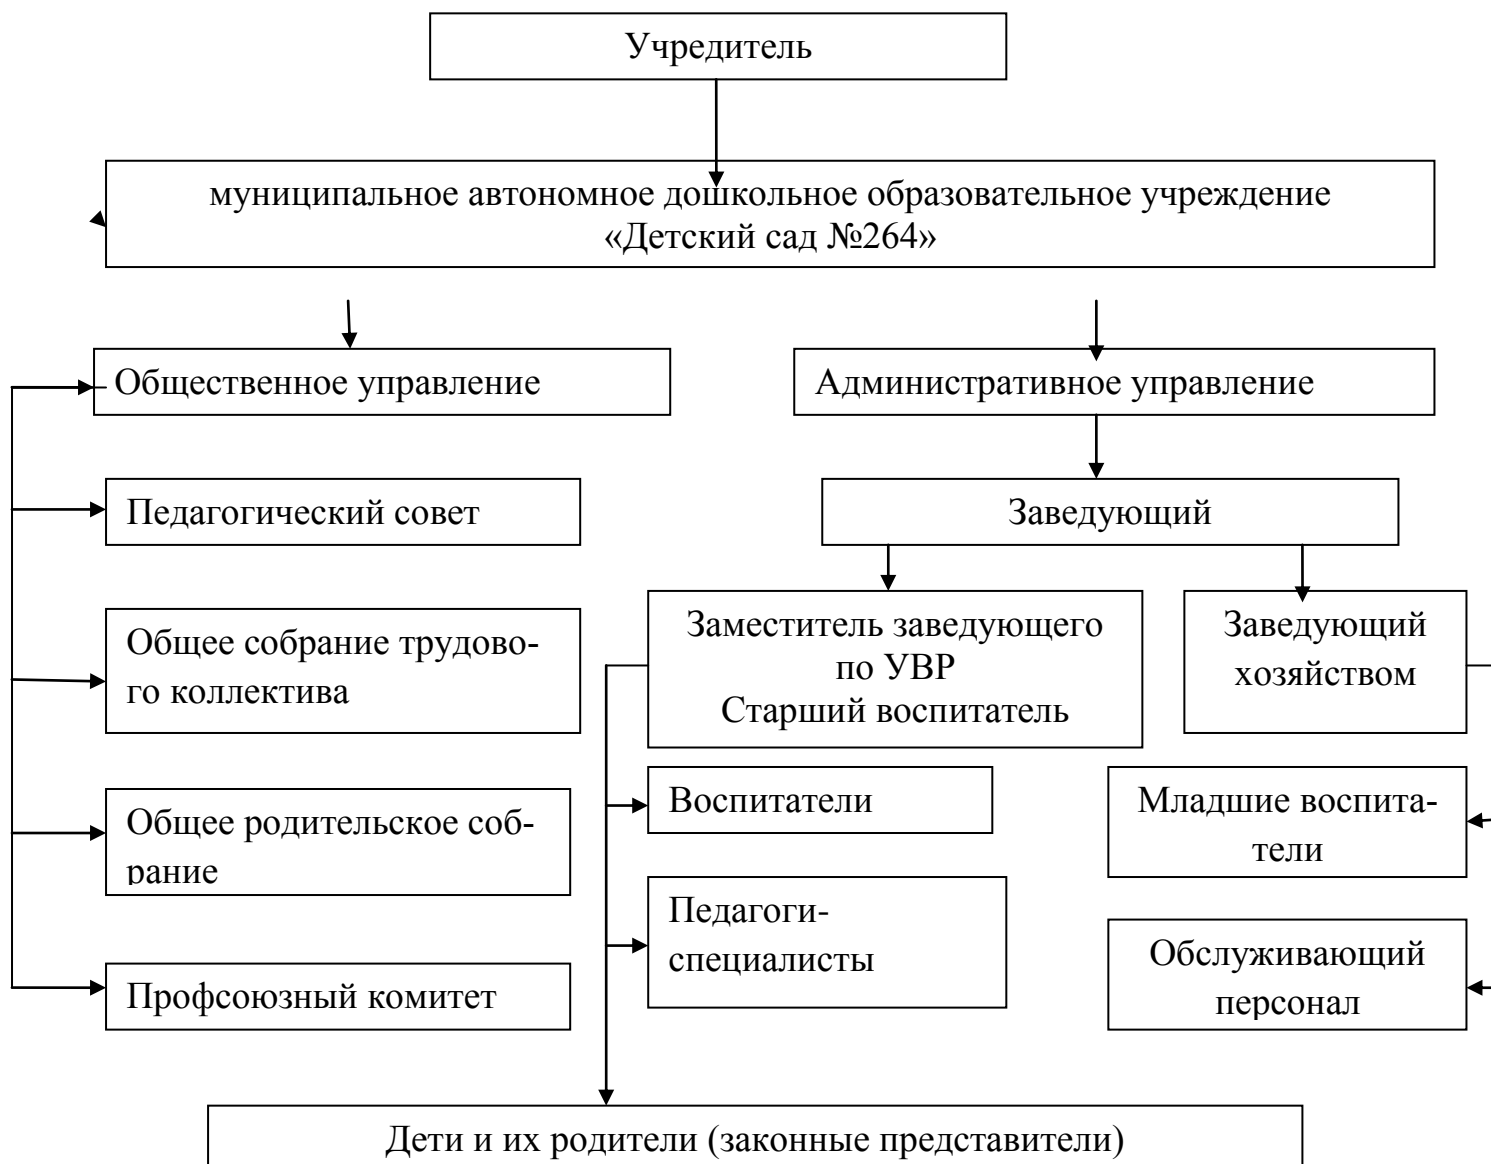 Учредитель
муниципальное автономное дошкольное образовательное учреждение
«Детский сад №264»
Общественное управление
Административное управление
Педагогический совет
Заведующий
Общее собрание трудово-
го коллектива
Заместитель заведующего
по УВР
Старший воспитатель
Заведующий
хозяйством
Воспитатели
Младшие воспита-
тели
Общее родительское соб-
рание
Педагоги-
специалисты
Обслуживающий
персонал
Профсоюзный комитет
Дети и их родители (законные представители)